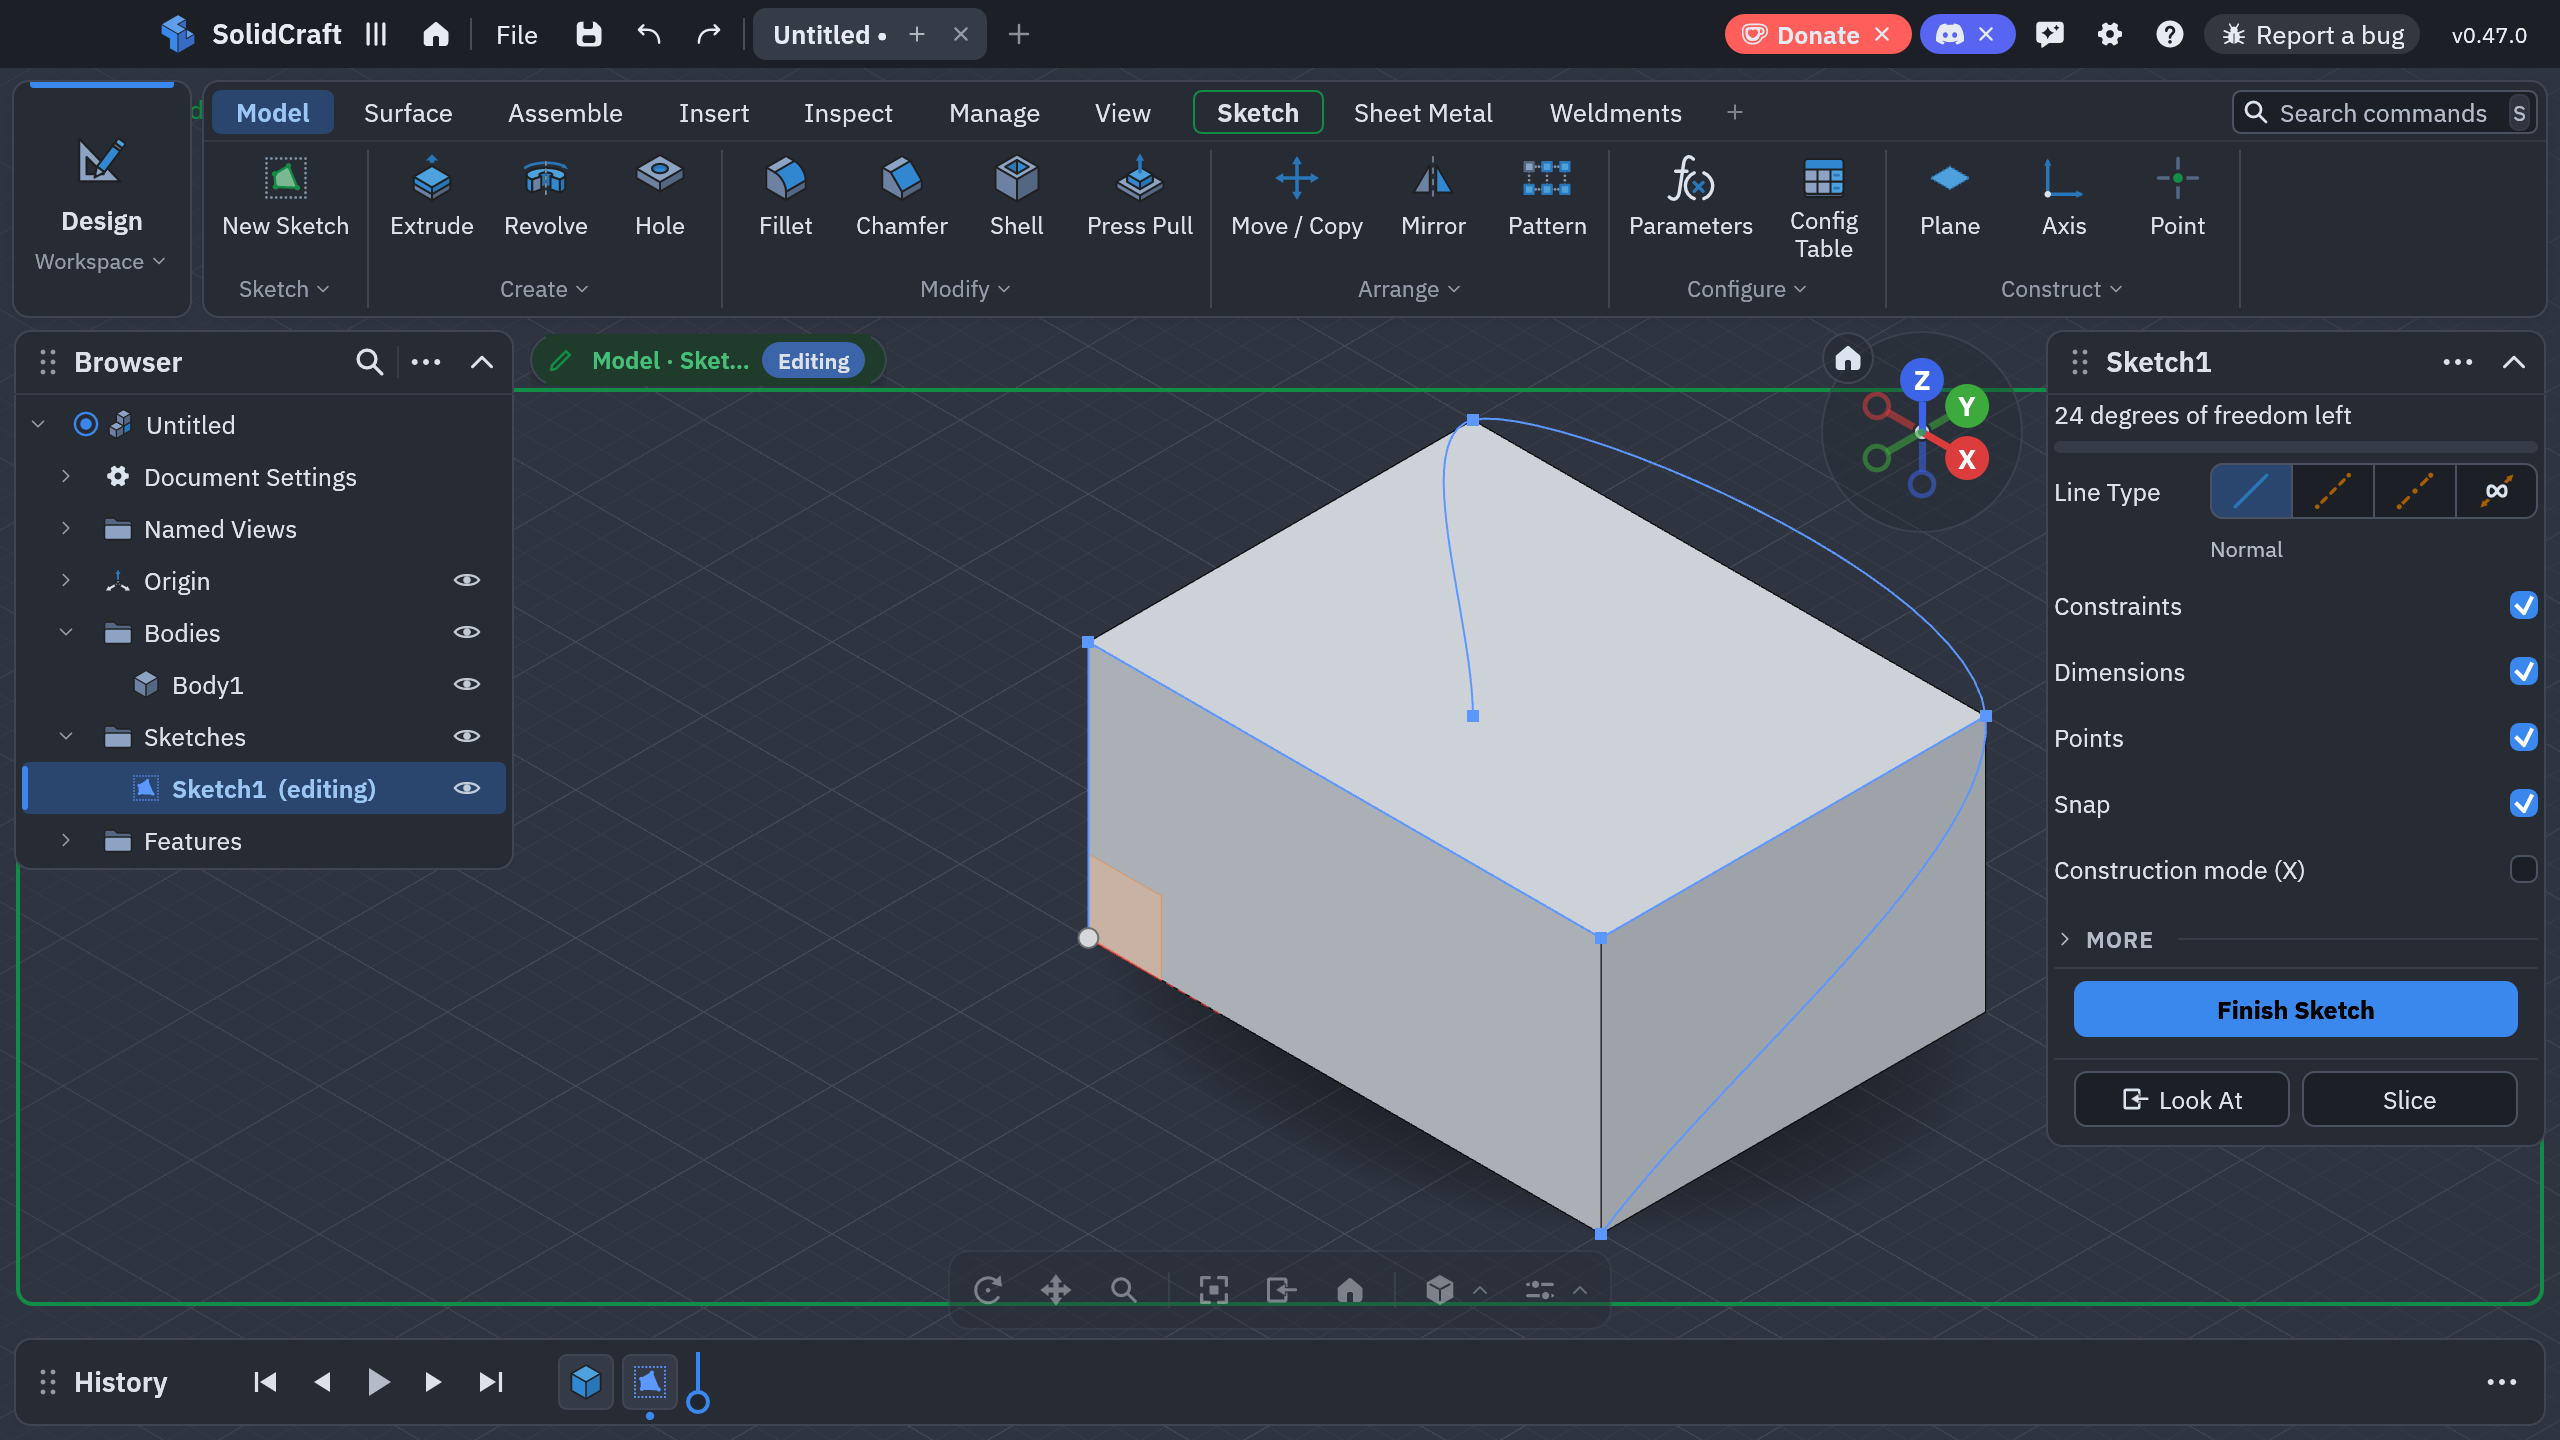 SolidCraft
File
Untitled •
Donate
Report a bug
v0.47.0
Design
Workspace
Model
Surface
Assemble
Insert
Inspect
Manage
View
Sketch
Sheet Metal
Weldments
Search commands
S
New Sketch
Extrude
Revolve
Hole
Fillet
Chamfer
Shell
Press Pull
Move / Copy
Mirror
Pattern
Parameters
Config
Table
Plane
Axis
Point
Sketch
Create
Modify
Arrange
Configure
Construct
Browser
Untitled
Document Settings
Named Views
Origin
Bodies
Body1
Sketches
Sketch1 (editing)
Features
Model · Sket...
Editing
Z
Y
X
Sketch1
24 degrees of freedom left
Line Type
Normal
Constraints
Dimensions
Points
Snap
Construction mode (X)
MORE
Finish Sketch
Look At
Slice
History